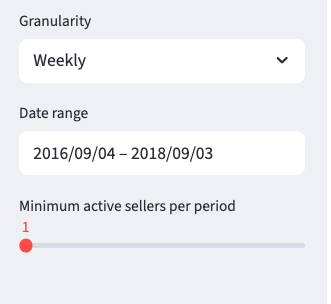 Granularity
Weekly
Date range
2016/09/04 – 2018/09/03
Minimum active sellers per period
1